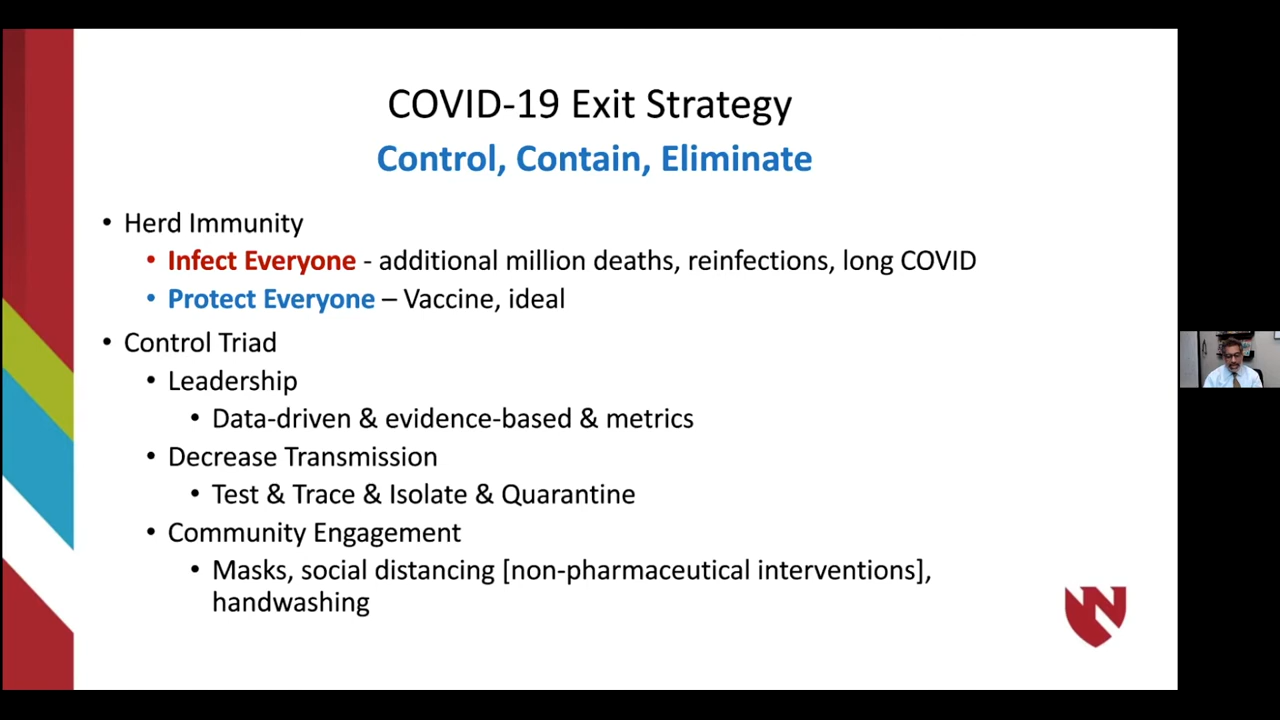 COVID-19 Exit Strategy
Control, Contain, Eliminate
• Herd Immunity
• Infect Everyone - additional million deaths, reinfections, long COVID
• Protect Everyone – Vaccine, ideal
• Control Triad
• Leadership
• Data-driven & evidence-based & metrics
• Decrease Transmission
• Test & Trace & Isolate & Quarantine
• Community Engagement
• Masks, social distancing [non-pharmaceutical interventions],
handwashing